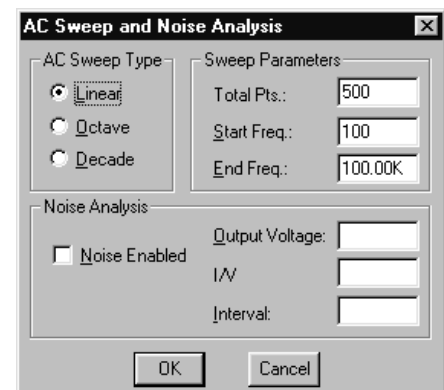 AC Sweep and Noise Analysis
AC Sweep Type
Linear
Octave
Decade
Sweep Parameters
Total Pts.: 500
Start Freq.: 100
End Freq.: 100.00K
Noise Analysis
Noise Enabled
Output Voltage:
I/V
Interval:
OK Cancel